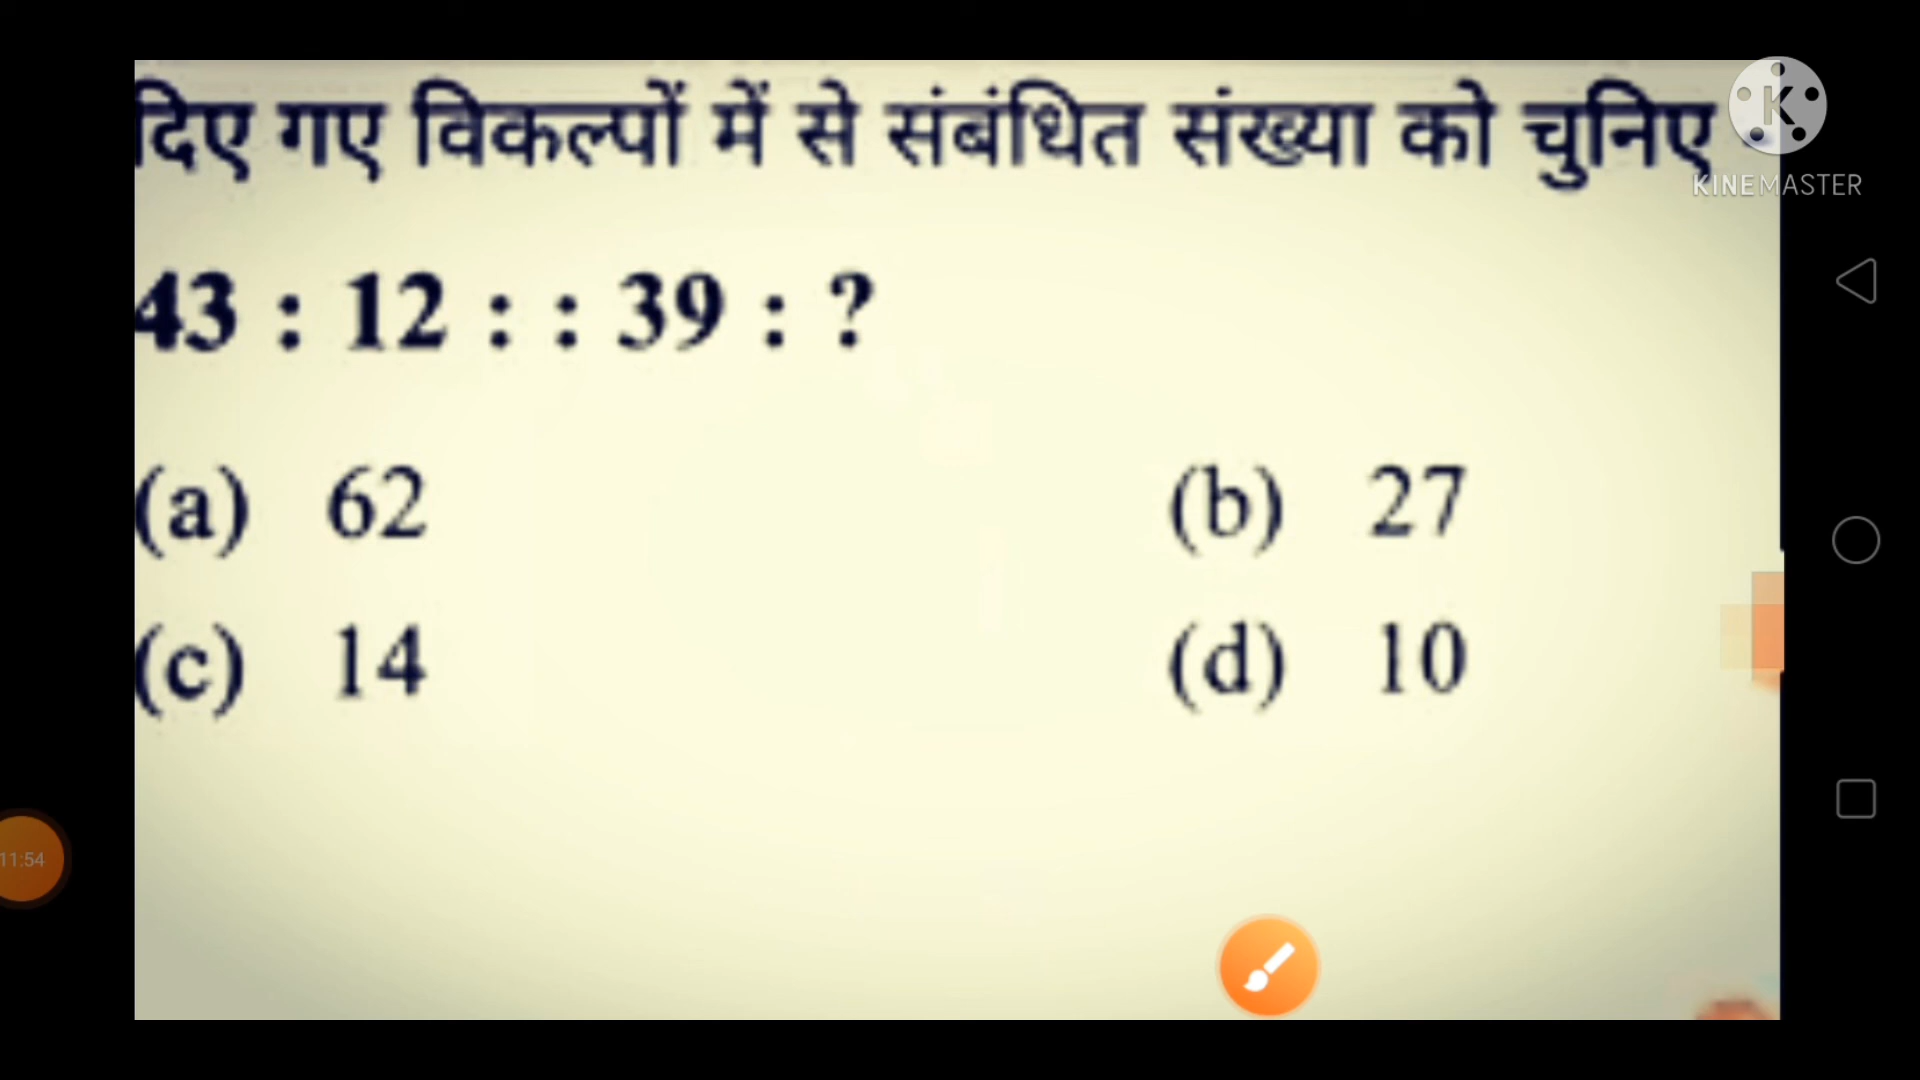 दिए गए विकल्पों में से संबंधित संख्या को चुनिए -
KINEMASTER
43 : 12 : : 39 : ?
(a) 62 (b) 27
(c) 14 (d) 10
11:54